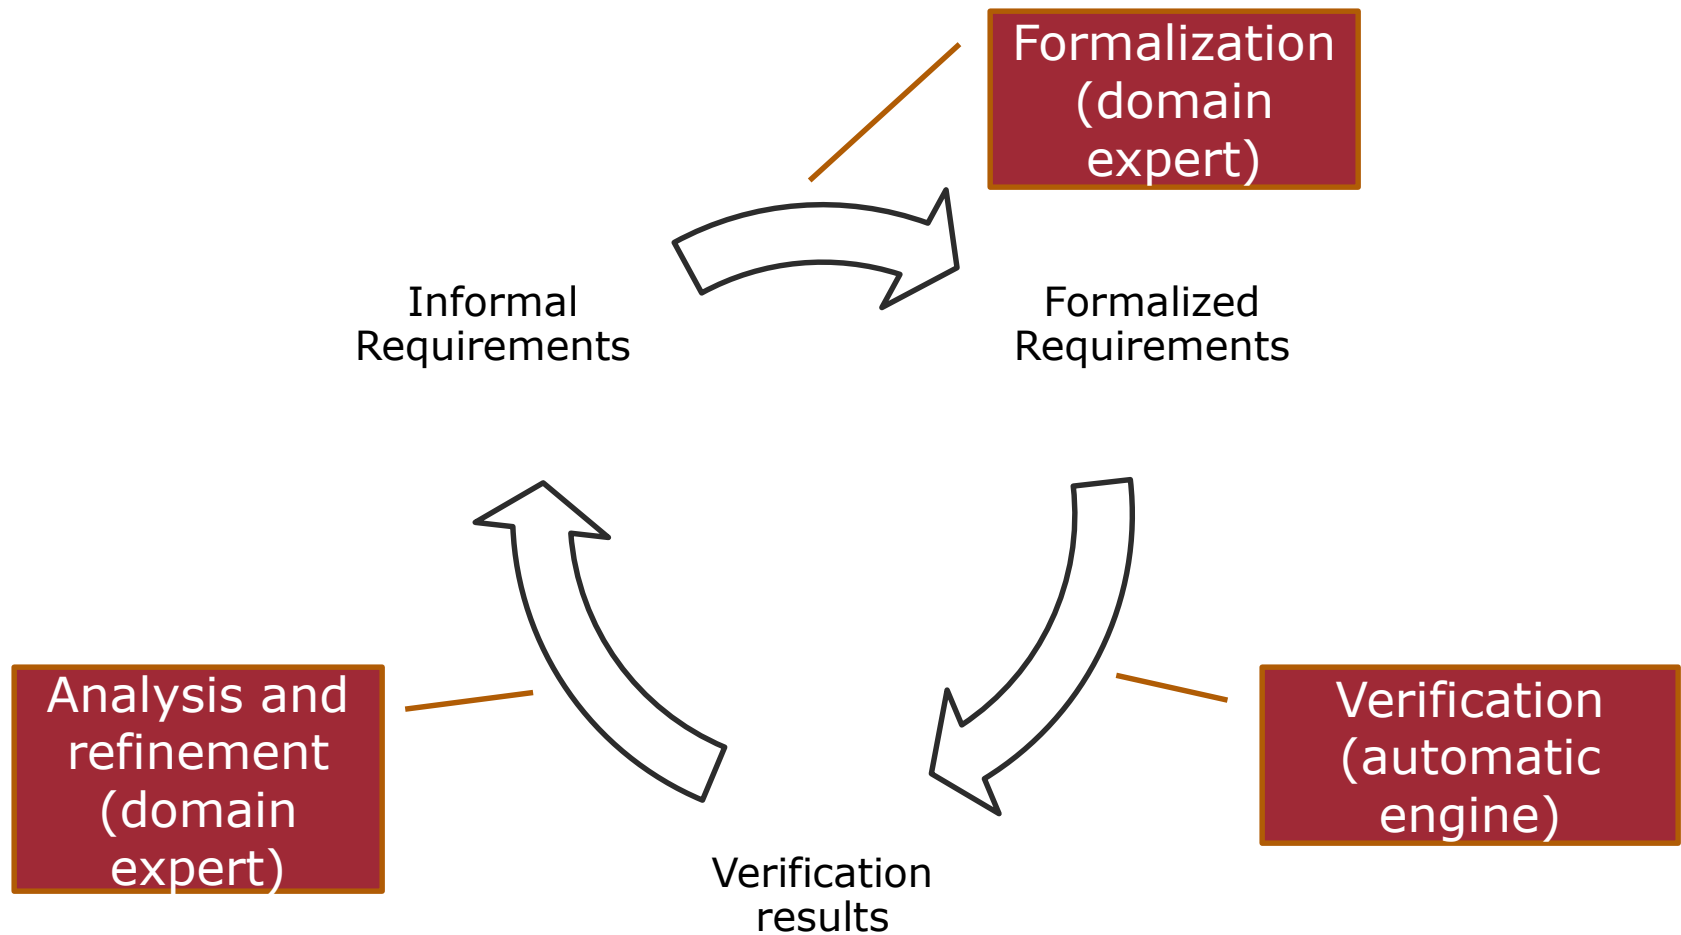 Formalization
(domain
expert)
Informal
Requirements
Formalized
Requirements
Analysis and
refinement
(domain
expert)
Verification
(automatic
engine)
Verification
results